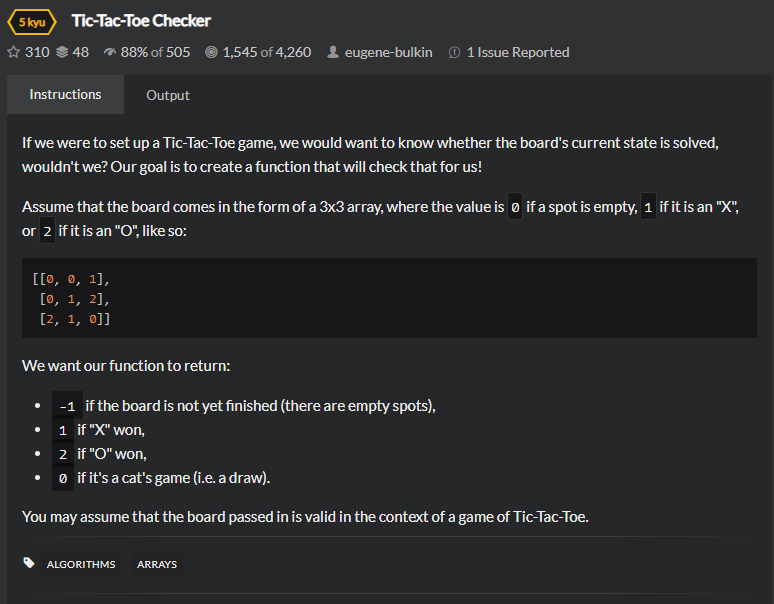 5 kyu Tic-Tac-Toe Checker
310 48 88% of 505 1,545 of 4,260 eugene-bulkin 1 Issue Reported
Instructions Output
If we were to set up a Tic-Tac-Toe game, we would want to know whether the board's current state is solved,
wouldn't we? Our goal is to create a function that will check that for us!
Assume that the board comes in the form of a 3x3 array, where the value is 0 if a spot is empty, 1 if it is an "X",
or 2 if it is an "O", like so:
[[0, 0, 1],
[0, 1, 2],
[2, 1, 0]]
We want our function to return:
• -1 if the board is not yet finished (there are empty spots),
• 1 if "X" won,
• 2 if "O" won,
• 0 if it's a cat's game (i.e. a draw).
You may assume that the board passed in is valid in the context of a game of Tic-Tac-Toe.
ALGORITHMS ARRAYS